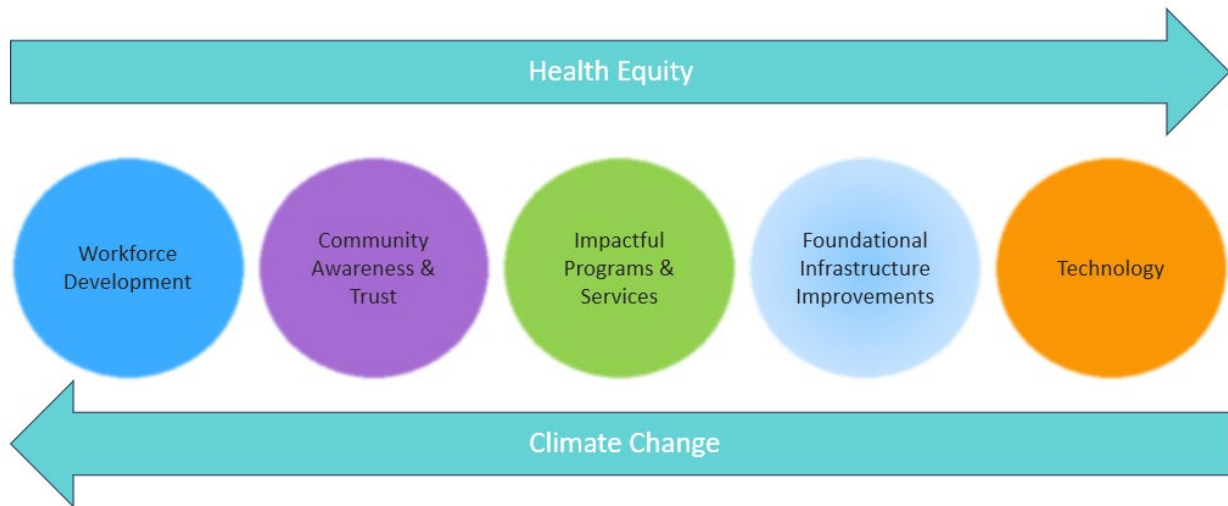 Health Equity
Workforce
Development
Community
Awareness &
Trust
Impactful
Programs &
Services
Foundational
Infrastructure
Improvements
Technology
Climate Change